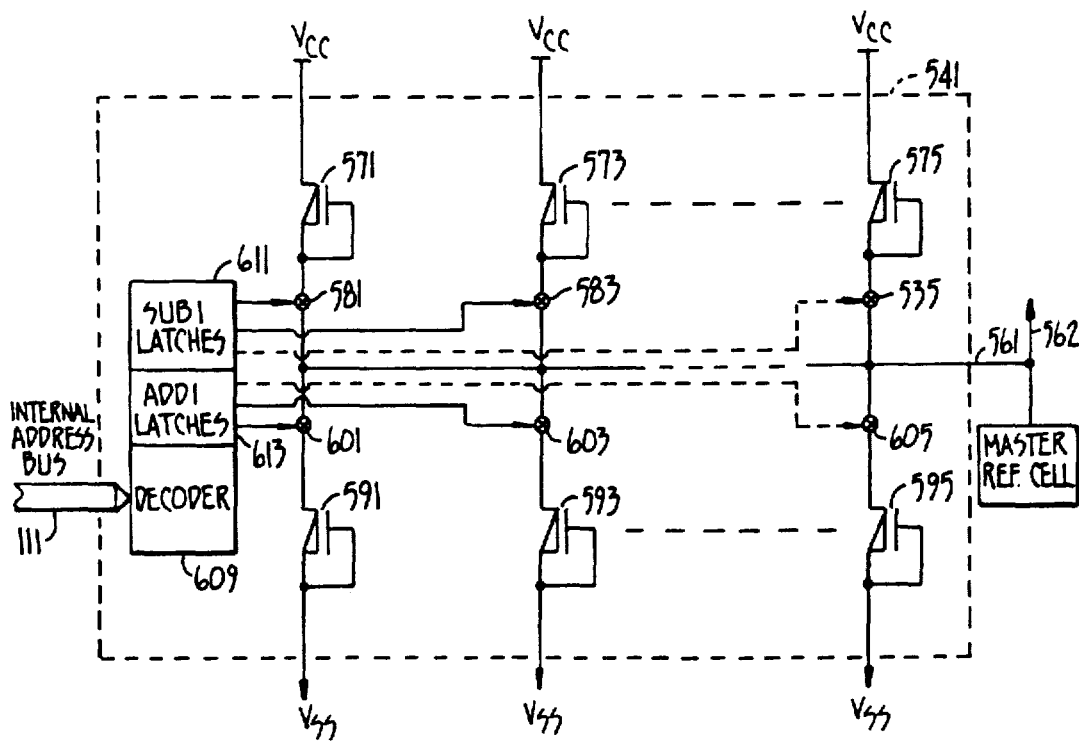 VCC
VCC
VCC
541
571
573
575
611
581
583
535
562
SUB1
LATCHES
561
ADD1
LATCHES
INTERNAL
ADDRESS
BUS
613
601
603
605
MASTER
REF. CELL
DECODER
591
593
595
111
609
VSS
VSS
VSS